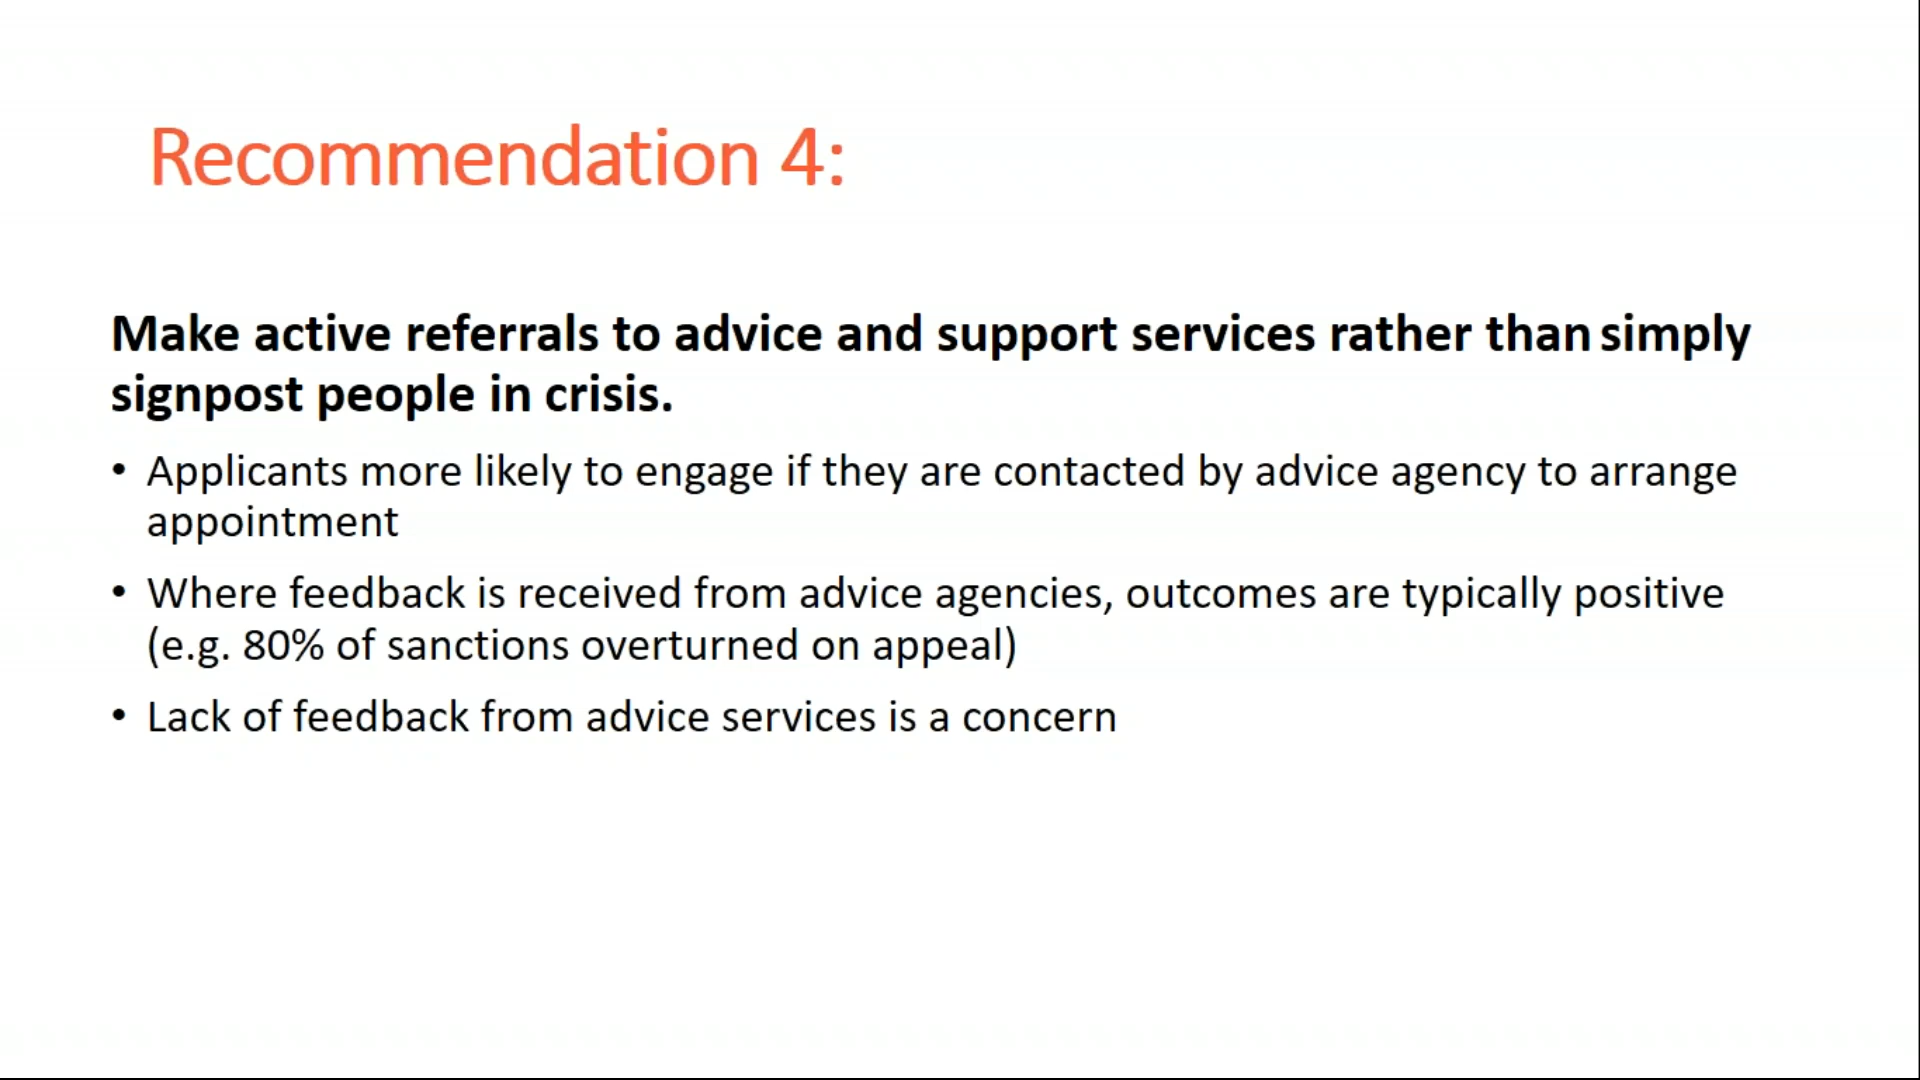 Recommendation 4:
Make active referrals to advice and support services rather than simply
signpost people in crisis.
• Applicants more likely to engage if they are contacted by advice agency to arrange
appointment
• Where feedback is received from advice agencies, outcomes are typically positive
(e.g. 80% of sanctions overturned on appeal)
• Lack of feedback from advice services is a concern